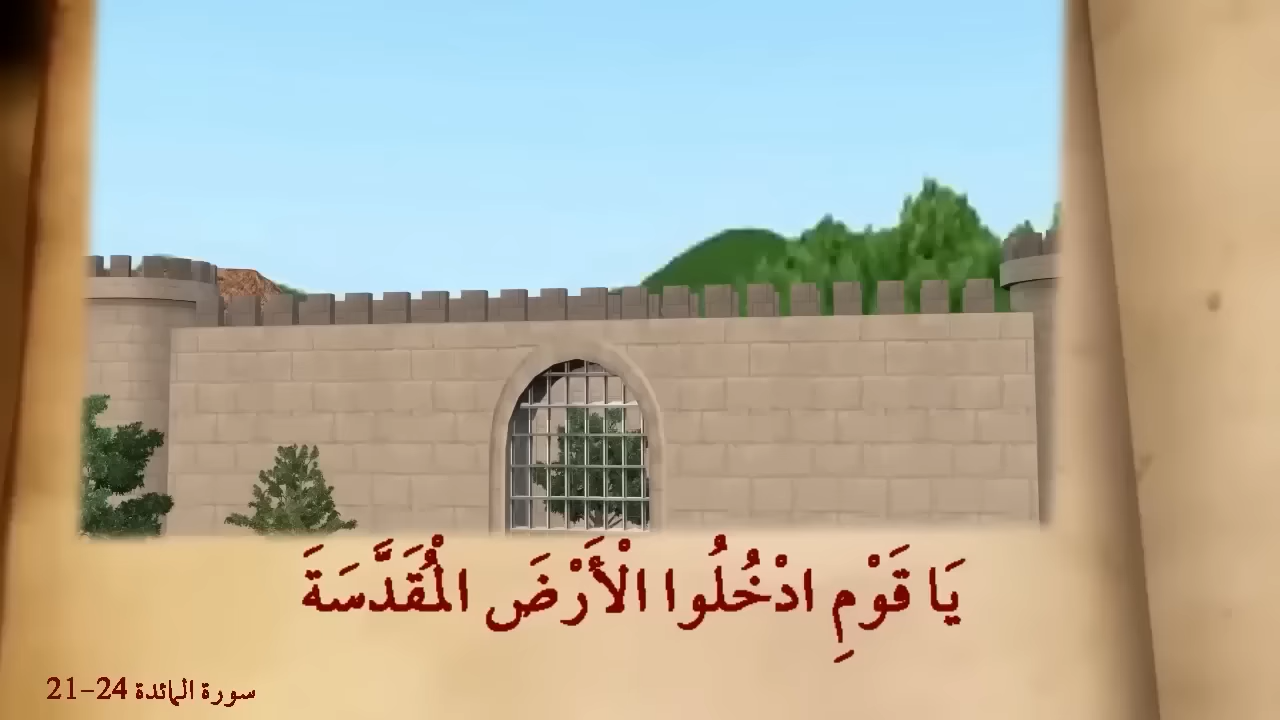 يَا قَوْمِ ادْخُلُوا الْأَرْضَ الْمُقَدَّسَةَ
سورة المائدة 24-21